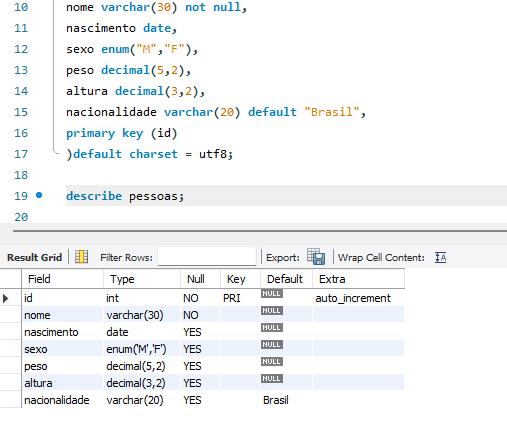 10 nome varchar(30) not null,
11 nascimento date,
12 sexo enum("M","F"),
13 peso decimal(5,2),
14 altura decimal(3,2),
15 nacionalidade varchar(20) default "Brasil",
16 primary key (id)
17 )default charset = utf8;
18
19 describe pessoas;
20
Result Grid Filter Rows: Export: Wrap Cell Content: IA
Field Type Null Key Default Extra
id int NO PRI NULL auto_increment
nome varchar(30) NO NULL
nascimento date YES NULL
sexo enum('M','F') YES NULL
peso decimal(5,2) YES NULL
altura decimal(3,2) YES NULL
nacionalidade varchar(20) YES Brasil